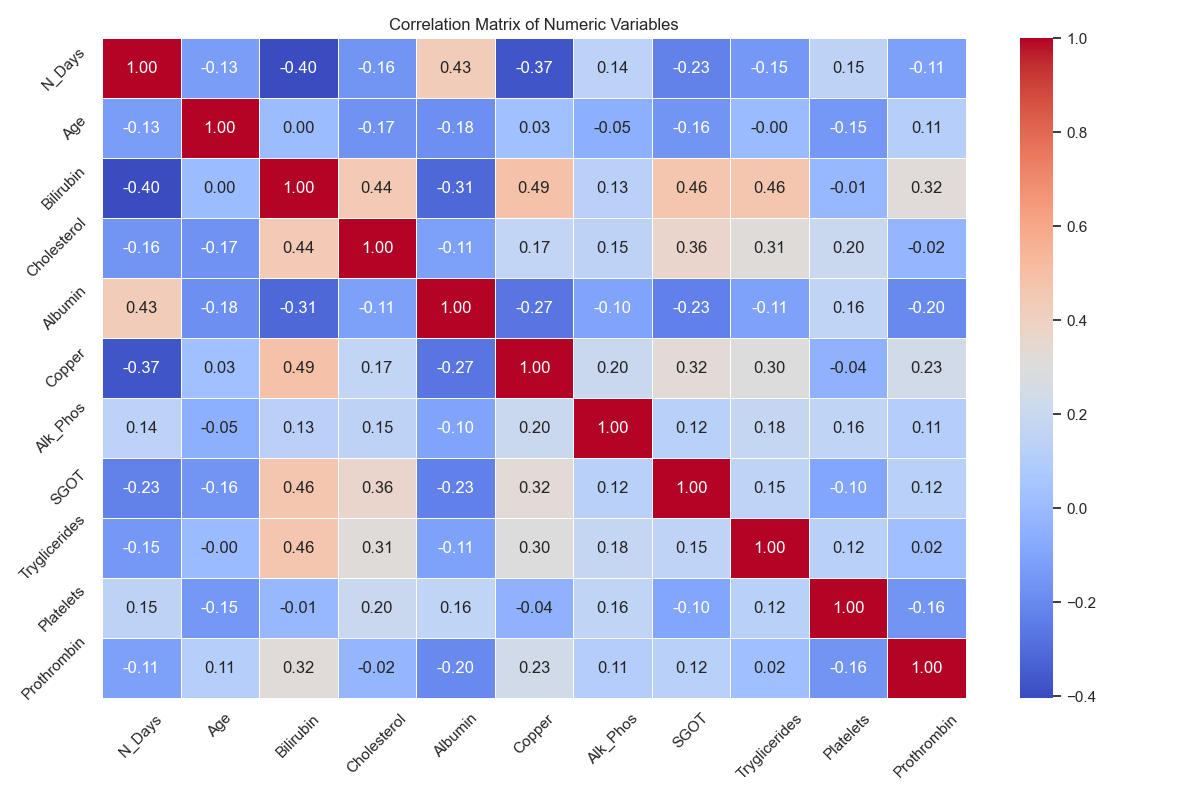 Correlation Matrix of Numeric Variables
N_Days 1.00 -0.13 -0.40 -0.16 0.43 -0.37 0.14 -0.23 -0.15 0.15 -0.11
Age -0.13 1.00 0.00 -0.17 -0.18 0.03 -0.05 -0.16 -0.00 -0.15 0.11
Bilirubin -0.40 0.00 1.00 0.44 -0.31 0.49 0.13 0.46 0.46 -0.01 0.32
Cholesterol -0.16 -0.17 0.44 1.00 -0.11 0.17 0.15 0.36 0.31 0.20 -0.02
Albumin 0.43 -0.18 -0.31 -0.11 1.00 -0.27 -0.10 -0.23 -0.11 0.16 -0.20
Copper -0.37 0.03 0.49 0.17 -0.27 1.00 0.20 0.32 0.30 -0.04 0.23
Alk_Phos 0.14 -0.05 0.13 0.15 -0.10 0.20 1.00 0.12 0.18 0.16 0.11
SGOT -0.23 -0.16 0.46 0.36 -0.23 0.32 0.12 1.00 0.15 -0.10 0.12
Tryglicerides -0.15 -0.00 0.46 0.31 -0.11 0.30 0.18 0.15 1.00 0.12 0.02
Platelets 0.15 -0.15 -0.01 0.20 0.16 -0.04 0.16 -0.10 0.12 1.00 -0.16
Prothrombin -0.11 0.11 0.32 -0.02 -0.20 0.23 0.11 0.12 0.02 -0.16 1.00
N_Days Age Bilirubin Cholesterol Albumin Copper Alk_Phos SGOT Tryglicerides Platelets Prothrombin
1.0
0.8
0.6
0.4
0.2
0.0
−0.2
−0.4